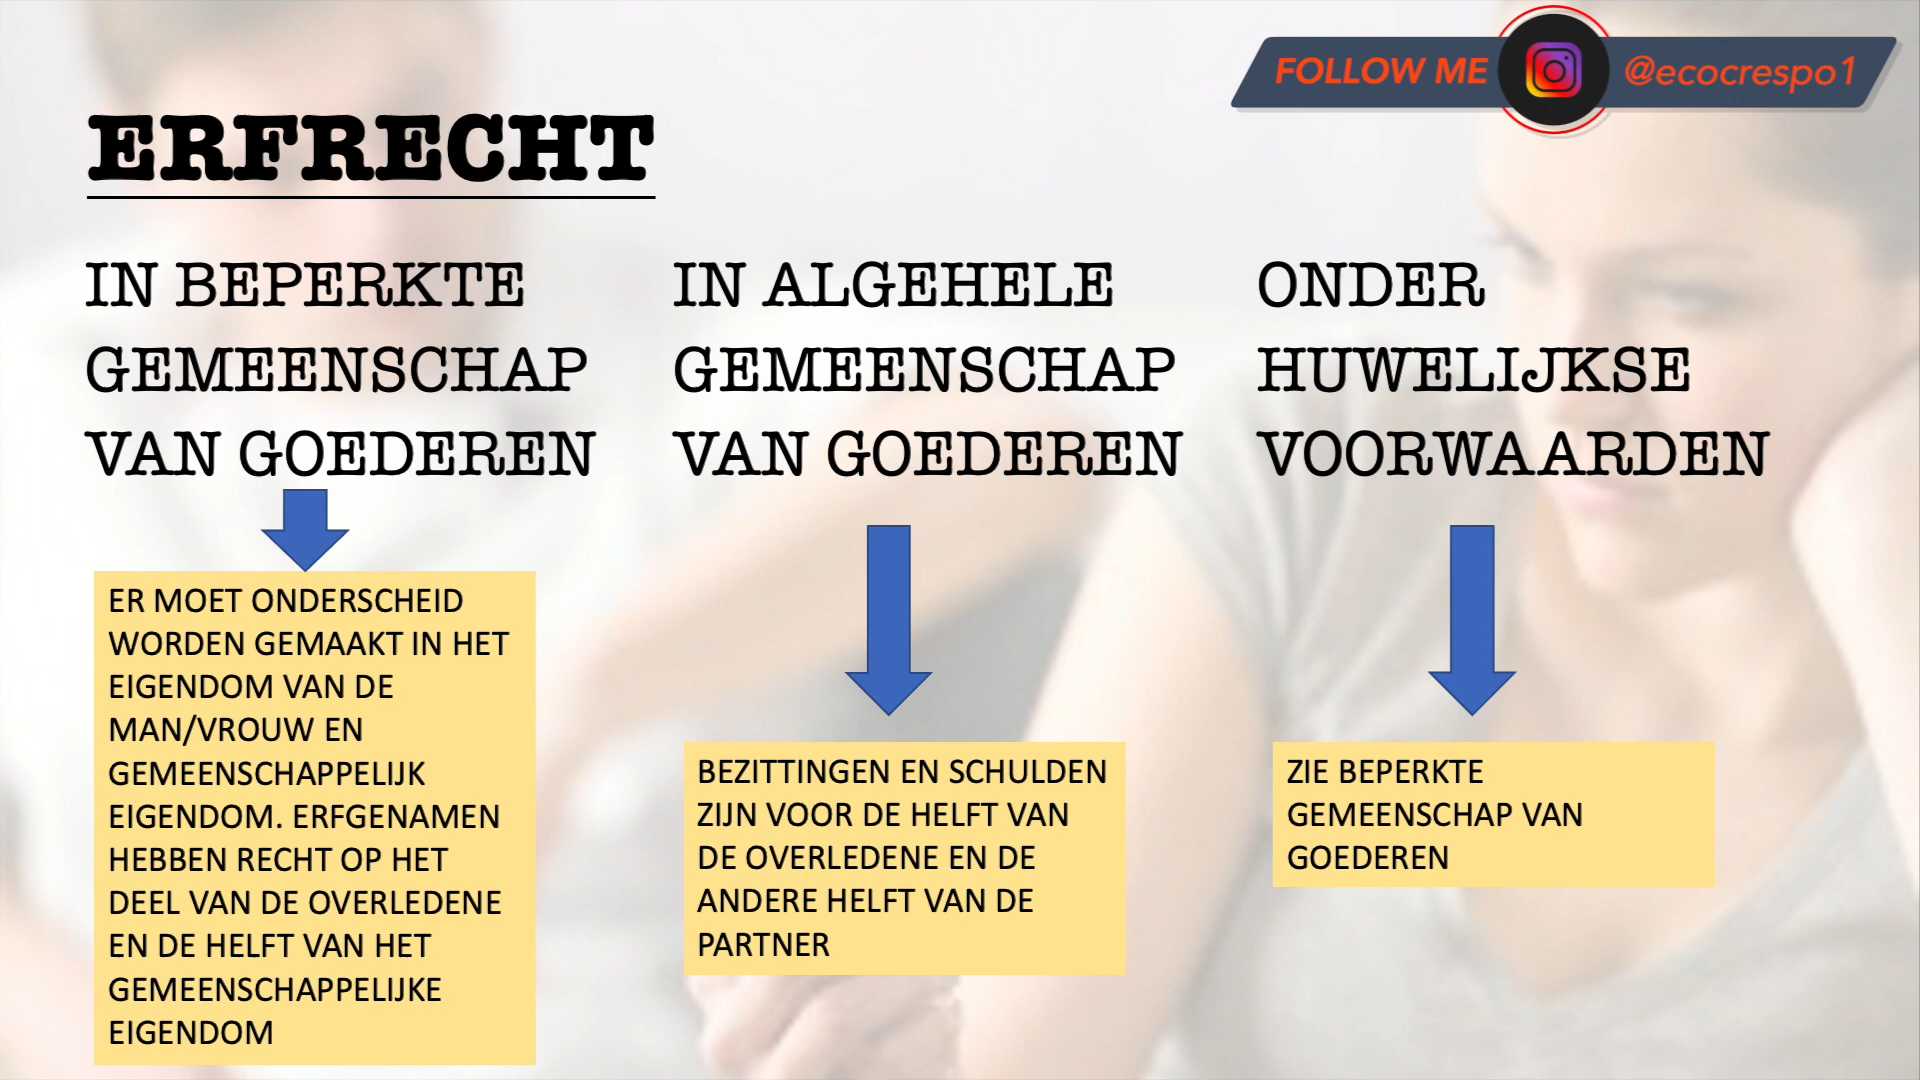 FOLLOW ME @ecocrespo1
ERFRECHT
IN BEPERKTE
GEMEENSCHAP
VAN GOEDEREN
ER MOET ONDERSCHEID
WORDEN GEMAAKT IN HET
EIGENDOM VAN DE
MAN/VROUW EN
GEMEENSCHAPPELIJK
EIGENDOM. ERFGENAMEN
HEBBEN RECHT OP HET
DEEL VAN DE OVERLEDENE
EN DE HELFT VAN HET
GEMEENSCHAPPELIJKE
EIGENDOM
IN ALGEHELE
GEMEENSCHAP
VAN GOEDEREN
BEZITTINGEN EN SCHULDEN
ZIJN VOOR DE HELFT VAN
DE OVERLEDENE EN DE
ANDERE HELFT VAN DE
PARTNER
ONDER
HUWELIJKSE
VOORWAARDEN
ZIE BEPERKTE
GEMEENSCHAP VAN
GOEDEREN